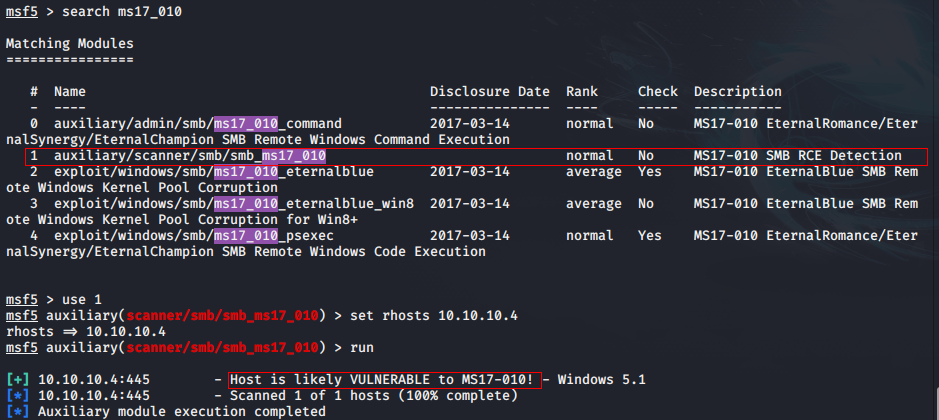 msf5 > search ms17_010
Matching Modules
================
# Name Disclosure Date Rank Check Description
- ---- --------------- ---- ----- -----------
0 auxiliary/admin/smb/ms17_010_command 2017-03-14 normal No MS17-010 EternalRomance/Eter
nalSynergy/EternalChampion SMB Remote Windows Command Execution
1 auxiliary/scanner/smb/smb_ms17_010 normal No MS17-010 SMB RCE Detection
2 exploit/windows/smb/ms17_010_eternalblue 2017-03-14 average Yes MS17-010 EternalBlue SMB Rem
ote Windows Kernel Pool Corruption
3 exploit/windows/smb/ms17_010_eternalblue_win8 2017-03-14 average No MS17-010 EternalBlue SMB Rem
ote Windows Kernel Pool Corruption for Win8+
4 exploit/windows/smb/ms17_010_psexec 2017-03-14 normal Yes MS17-010 EternalRomance/Eter
nalSynergy/EternalChampion SMB Remote Windows Code Execution
msf5 > use 1
msf5 auxiliary(scanner/smb/smb_ms17_010) > set rhosts 10.10.10.4
rhosts ⇒ 10.10.10.4
msf5 auxiliary(scanner/smb/smb_ms17_010) > run
[+] 10.10.10.4:445 - Host is likely VULNERABLE to MS17-010! - Windows 5.1
[*] 10.10.10.4:445 - Scanned 1 of 1 hosts (100% complete)
[*] Auxiliary module execution completed